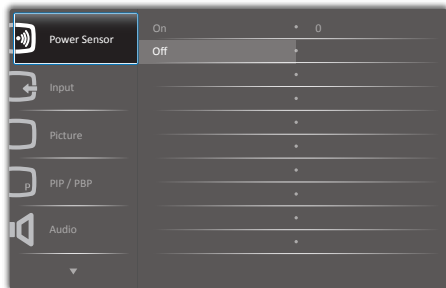 Power Sensor
On 0
Off
Input
Picture
PIP / PBP
P
Audio